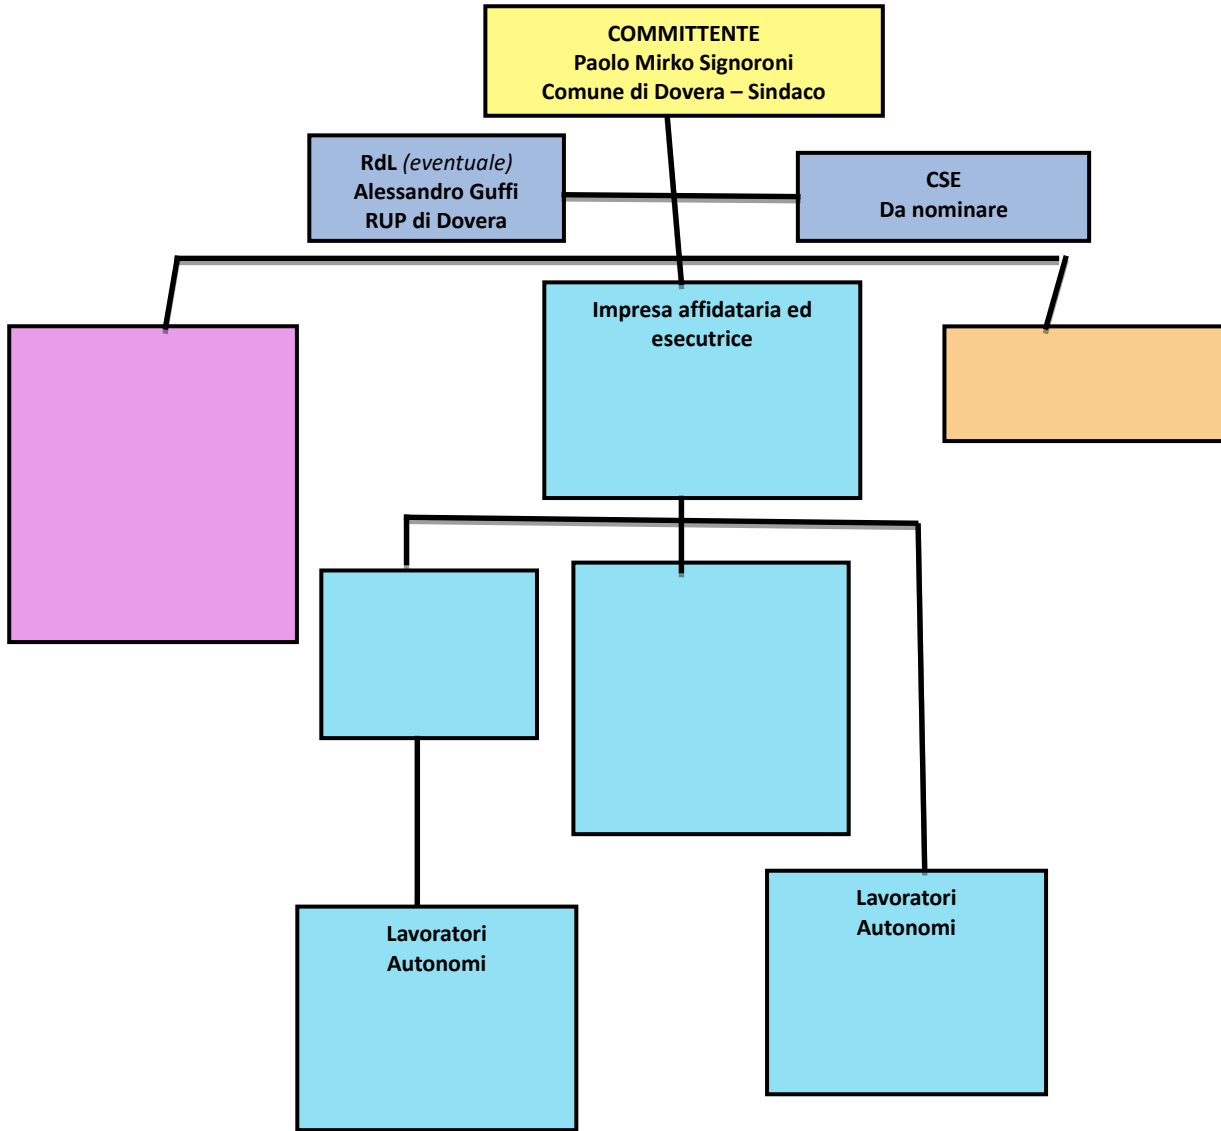 COMMITTENTE
Paolo Mirko Signoroni
Comune di Dovera – Sindaco
RdL (eventuale)
Alessandro Guffi
RUP di Dovera
CSE
Da nominare
Impresa affidataria ed
esecutrice
Lavoratori
Autonomi
Lavoratori
Autonomi